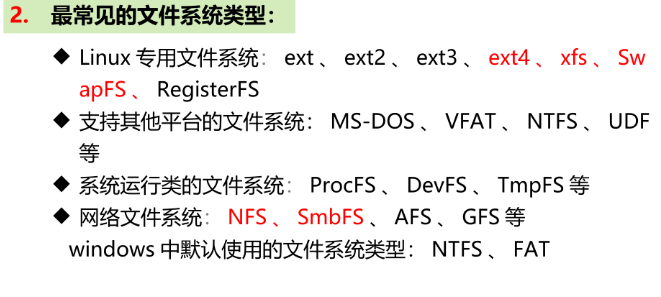 2. 最常见的文件系统类型：
◆ Linux 专用文件系统： ext 、 ext2 、 ext3 、 ext4 、 xfs 、 Sw
apFS 、 RegisterFS
◆ 支持其他平台的文件系统： MS-DOS 、 VFAT 、 NTFS 、 UDF
等
◆ 系统运行类的文件系统： ProcFS 、 DevFS 、 TmpFS 等
◆ 网络文件系统： NFS 、 SmbFS 、 AFS 、 GFS 等
windows 中默认使用的文件系统类型： NTFS 、 FAT